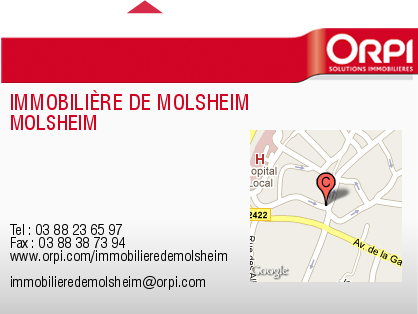 ORPI
SOLUTIONS IMMOBILIÈRES
IMMOBILIÈRE DE MOLSHEIM
MOLSHEIM
H
opital
Local
C
2422
Av. de la Ga
Google
Tel : 03 88 23 65 97
Fax : 03 88 38 73 94
www.orpi.com/immobilieredemolsheim
immobilieredemolsheim@orpi.com